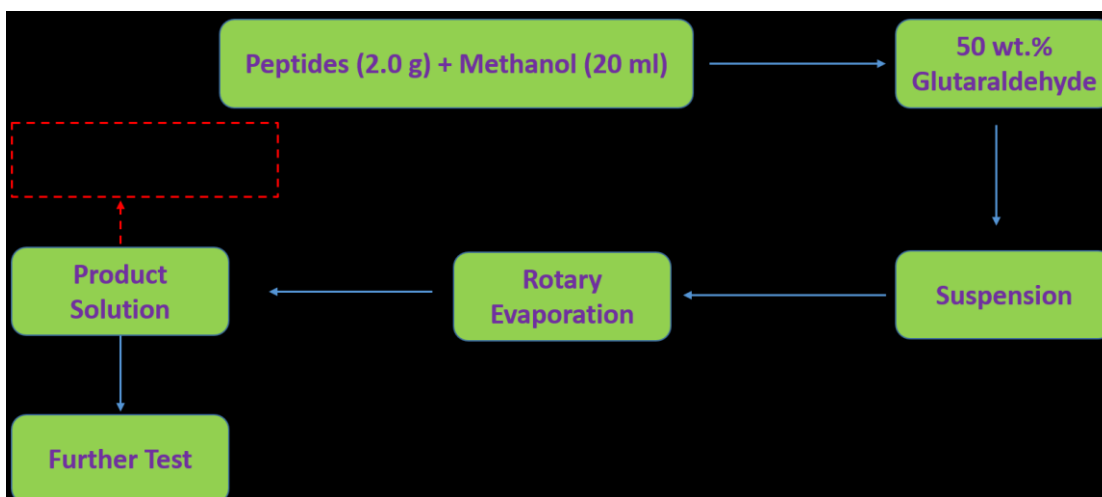 Peptides (2.0 g) + Methanol (20 ml)
50 wt.%
Glutaraldehyde
Suspension
Rotary
Evaporation
Product
Solution
Further Test